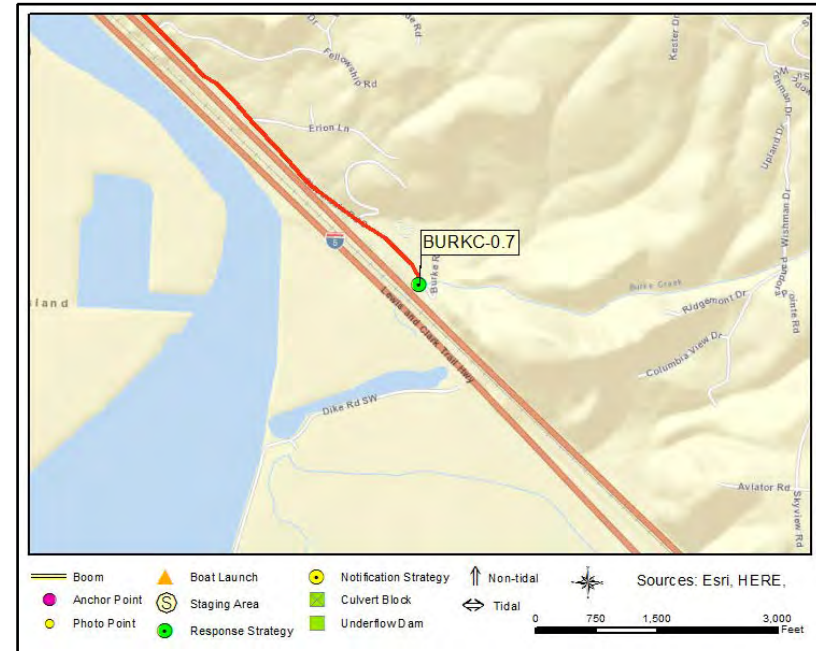 Fellowship Rd
Kester Dr
Upland Dr
Wishman Dr
Erion Ln
BURKC-0.7
5
Burke Creek
Ridgemont Dr
Columbia View Dr
Lewis and Clark Trail Hwy
Dike Rd SW
Aviator Rd
Skyview Rd
Boom
Boat Launch
Notification Strategy
Non-tidal
Sources: Esri, HERE,
Anchor Point
Staging Area
S
Culvert Block
Tidal
Photo Point
Response Strategy
Underflow Dam
0 750 1,500 3,000
Feet